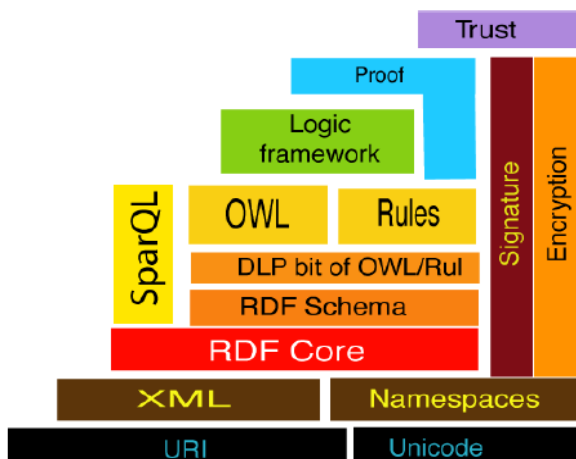 Trust
Proof
Logic
framework
SparQL
OWL
Rules
Signature
Encryption
DLP bit of OWL/Rul
RDF Schema
RDF Core
XML
Namespaces
URI
Unicode